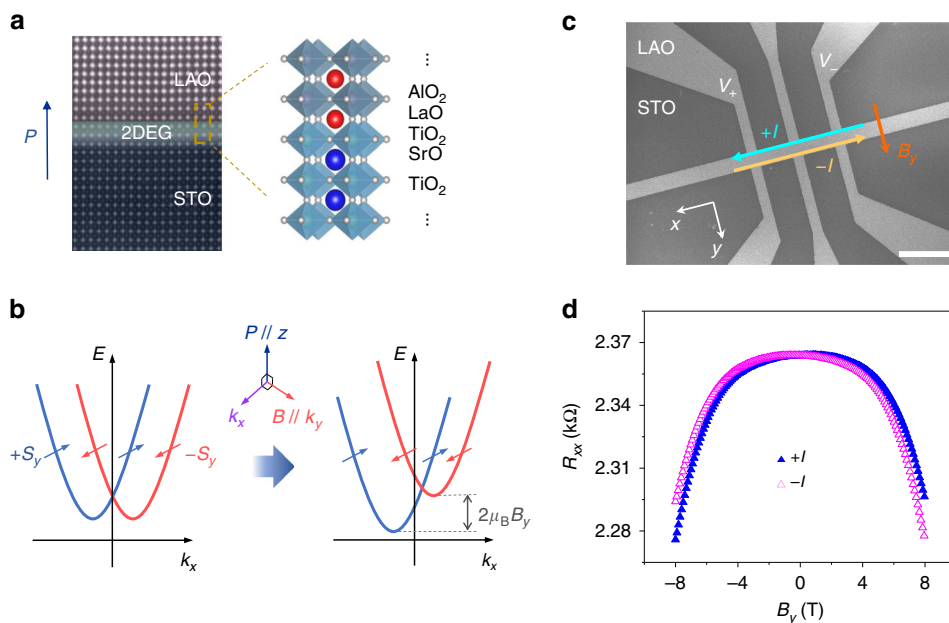 a
P
LAO
2DEG
STO
⋮
AlO₂
LaO
TiO₂
SrO
TiO₂
⋮
b
E
+Sy
−Sy
kx
P // z
kx
B // ky
E
2μBBy
kx
c
LAO
STO
V+
V−
+I
−I
By
x
y
d
Rxx (kΩ)
2.37
2.34
2.31
2.28
+I
−I
−8
−4
0
4
8
By (T)